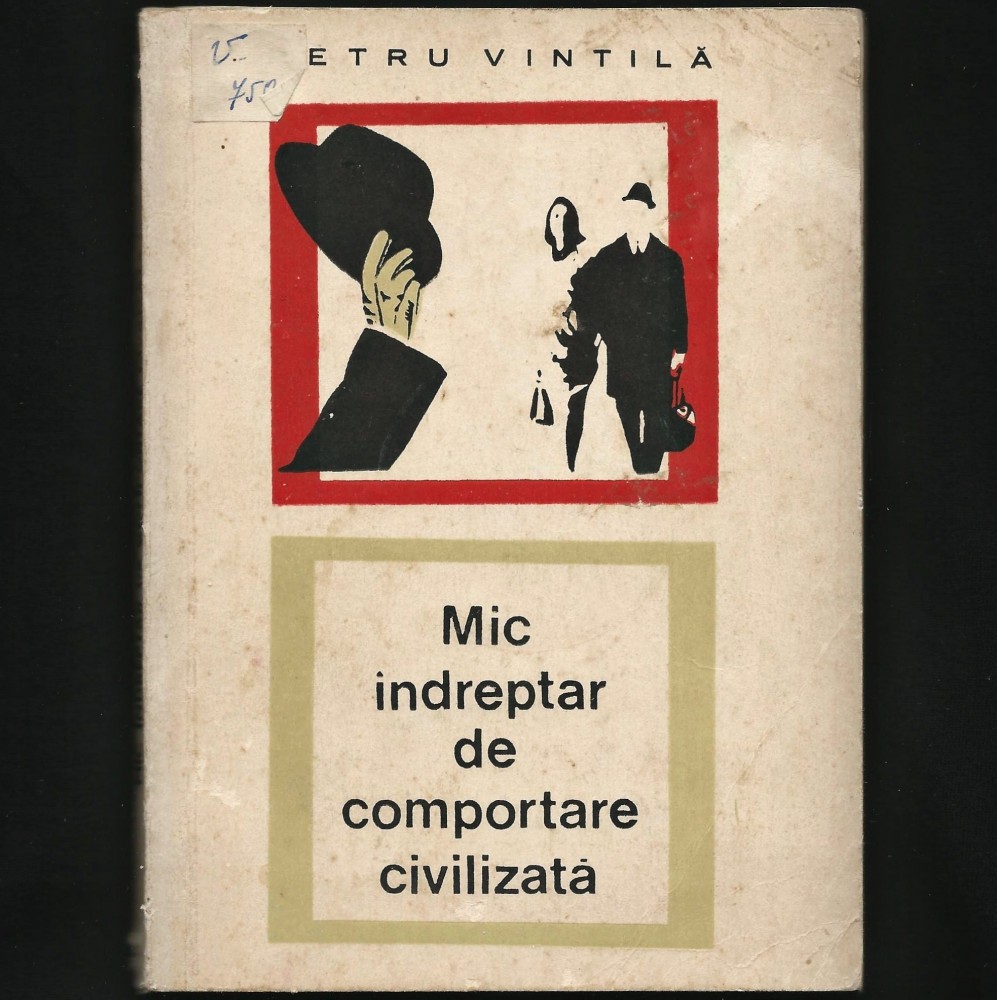 V.
ETRU VINTILĂ
Mic
indreptar
de
comportare
civilizată